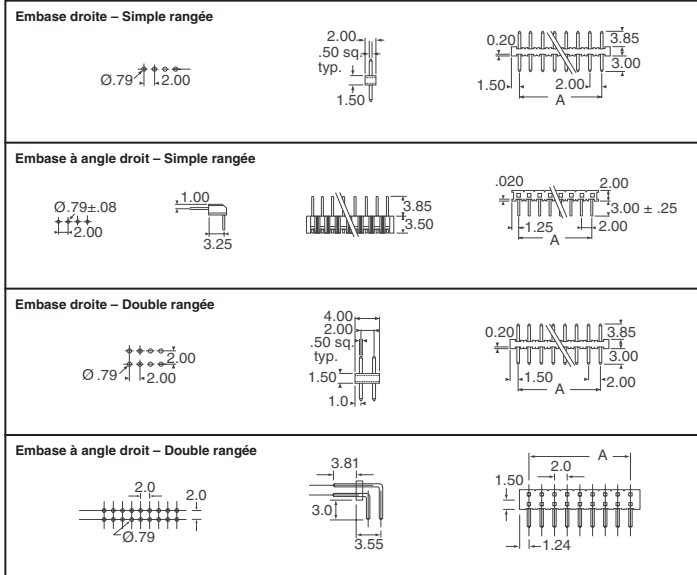 Embase droite – Simple rangée
Ø.79
2.00
2.00
.50 sq.
typ.
1.50
0.20
3.85
3.00
1.50
2.00
A
Embase à angle droit – Simple rangée
Ø.79±.08
2.00
1.00
3.25
3.85
3.50
.020
2.00
3.00 ± .25
1.25
2.00
A
Embase droite – Double rangée
Ø .79
2.00
2.00
4.00
2.00
.50 sq.
typ.
1.50
1.0
0.20
3.85
3.00
1.50
2.00
A
Embase à angle droit – Double rangée
2.0
2.0
Ø.79
3.81
3.0
3.55
A
2.0
1.50
1.24